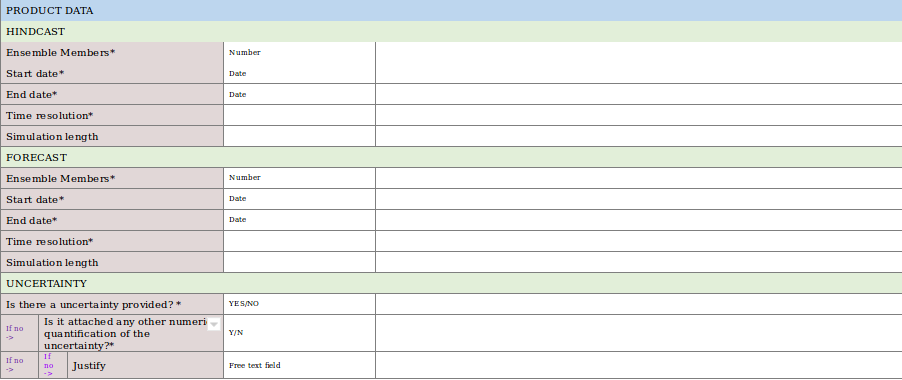 PRODUCT DATA
HINDCAST
Ensemble Members* Number
Start date* Date
End date* Date
Time resolution*
Simulation length
FORECAST
Ensemble Members* Number
Start date* Date
End date* Date
Time resolution*
Simulation length
UNCERTAINTY
Is there a uncertainty provided? * YES/NO
If no
->
Is it attached any other numeri
quantification of the
uncertainty?*
Y/N
If no
->
If
no
->
Justify
Free text field